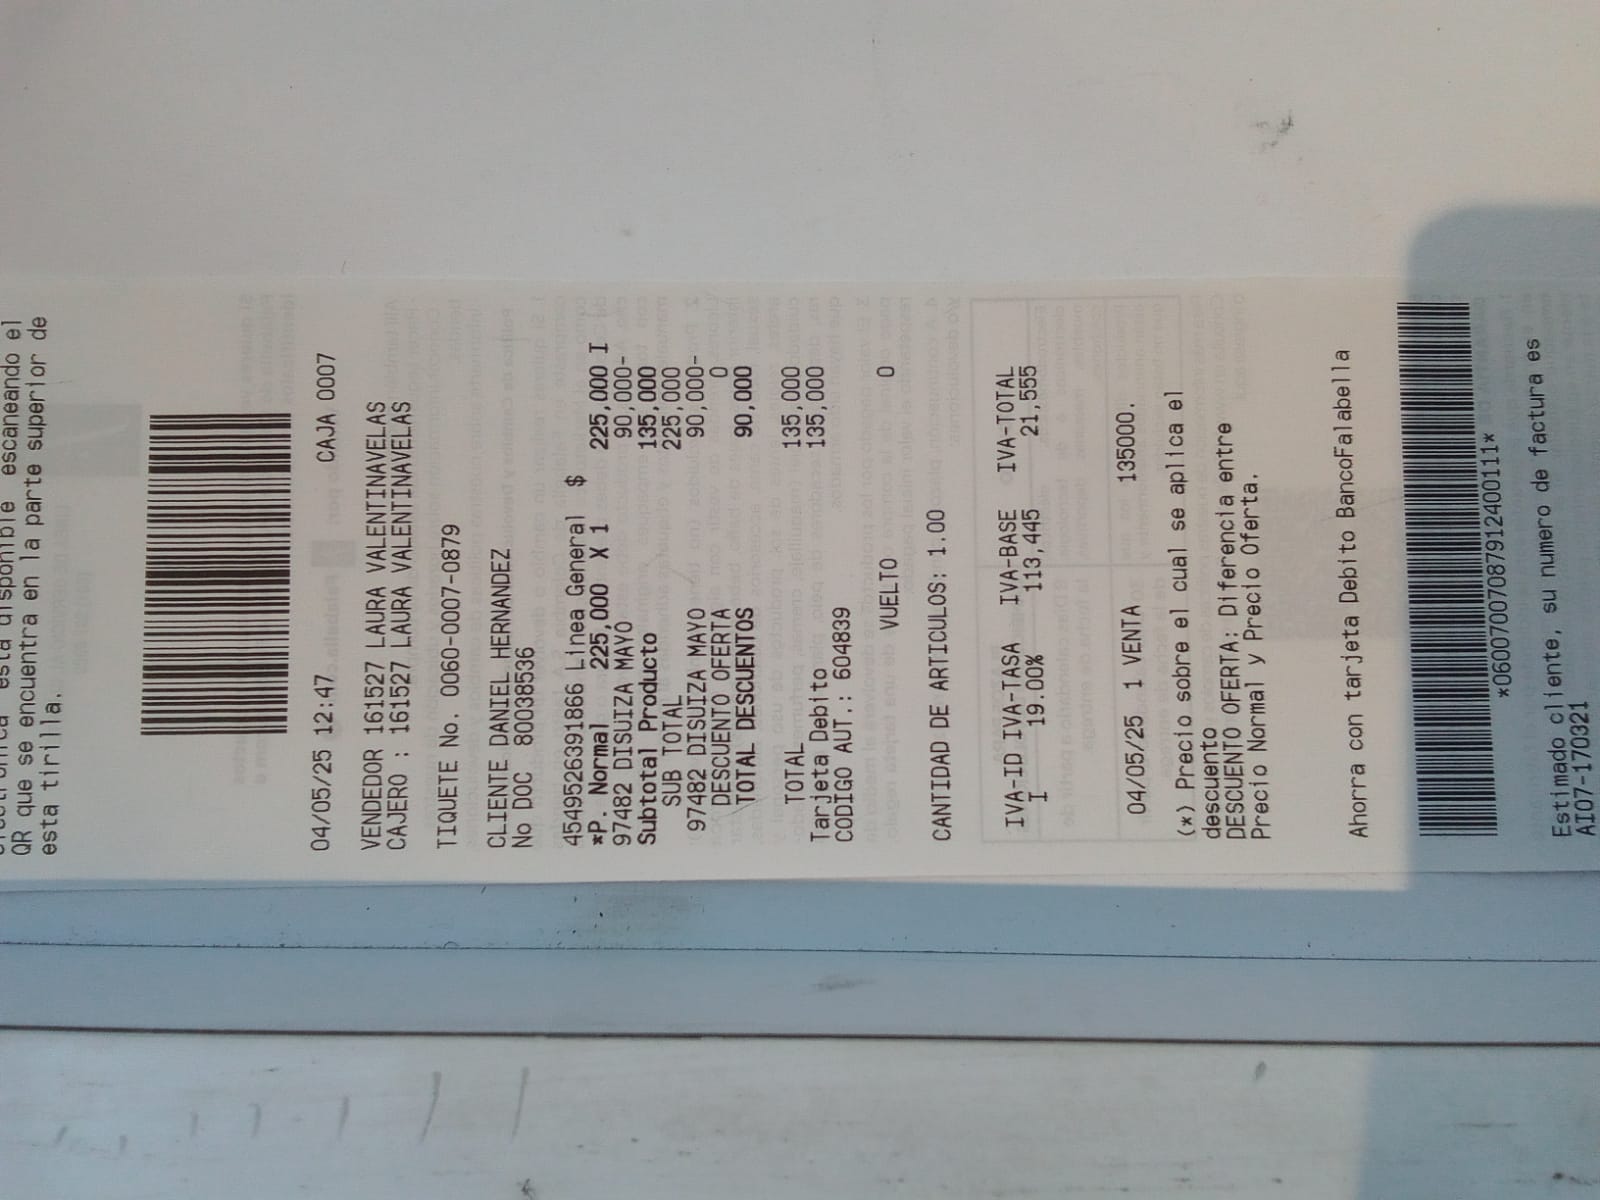 QR que se encuentra en la parte superior de
esta tirilla.
04/05/25 12:47 CAJA 0007
VENDEDOR 161527 LAURA VALENTINAVELAS
CAJERO : 161527 LAURA VALENTINAVELAS
TIQUETE No. 0060-0007-0879
CLIENTE DANIEL HERNANDEZ
No DOC 80038536
4549526391866 Linea General $
*P. Normal 225,000 X 1 225,000 I
97482 DISUIZA MAYO 90,000-
Subtotal Producto 135,000
SUB TOTAL 225,000
97482 DISUIZA MAYO 90,000-
DESCUENTO OFERTA 0
TOTAL DESCUENTOS 90,000
TOTAL 135,000
Tarjeta Debito 135,000
CODIGO AUT.: 604839
VUELTO 0
CANTIDAD DE ARTICULOS: 1.00
IVA-ID IVA-TASA IVA-BASE IVA-TOTAL
I 19.00% 113,445 21,555
04/05/25 1 VENTA 135000.
(*) Precio sobre el cual se aplica el
descuento
DESCUENTO OFERTA: Diferencia entre
Precio Normal y Precio Oferta.
Ahorra con tarjeta Debito BancoFalabella
*060070007087912400111*
Estimado cliente, su numero de factura es
AI07-170321